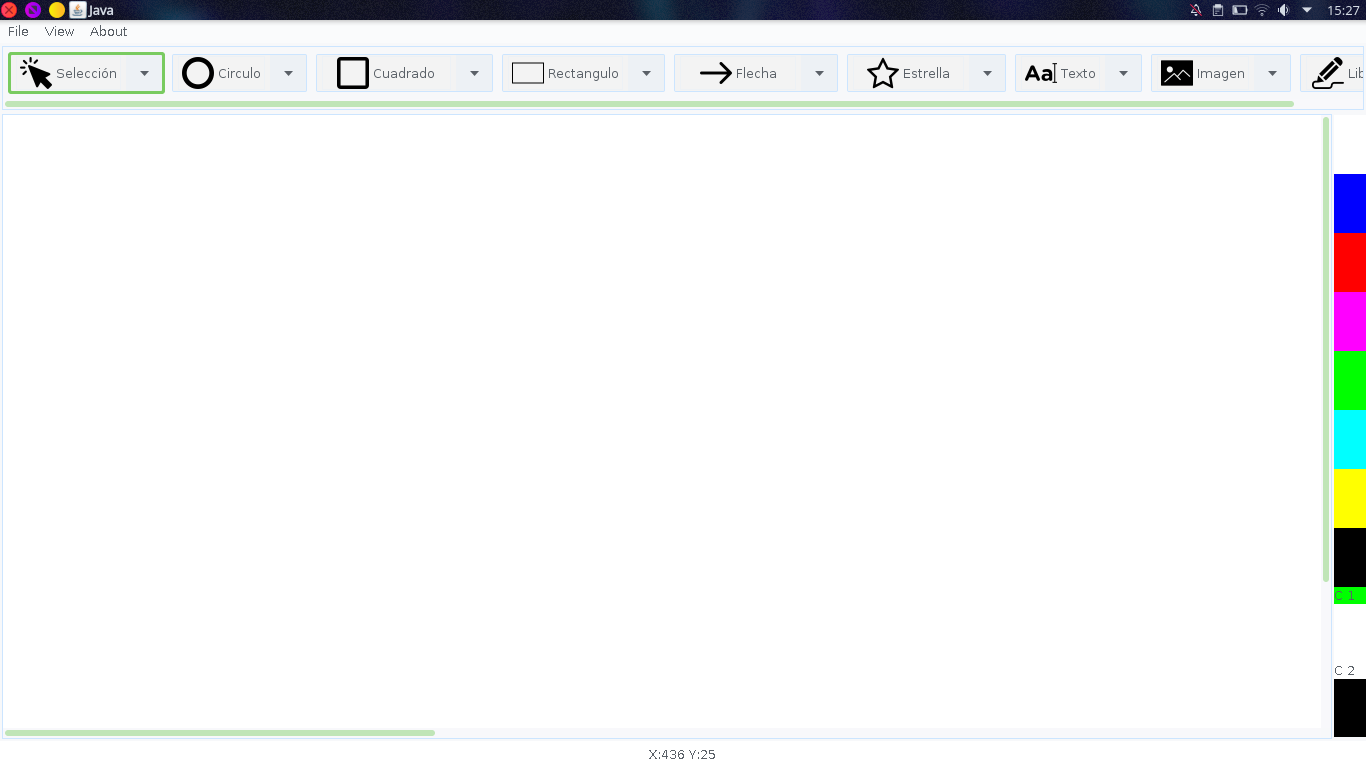 Java
15:27
File View About
Selección Circulo Cuadrado Rectangulo Flecha Estrella Aa Texto Imagen Lib
C 1
C 2
X:436 Y:25